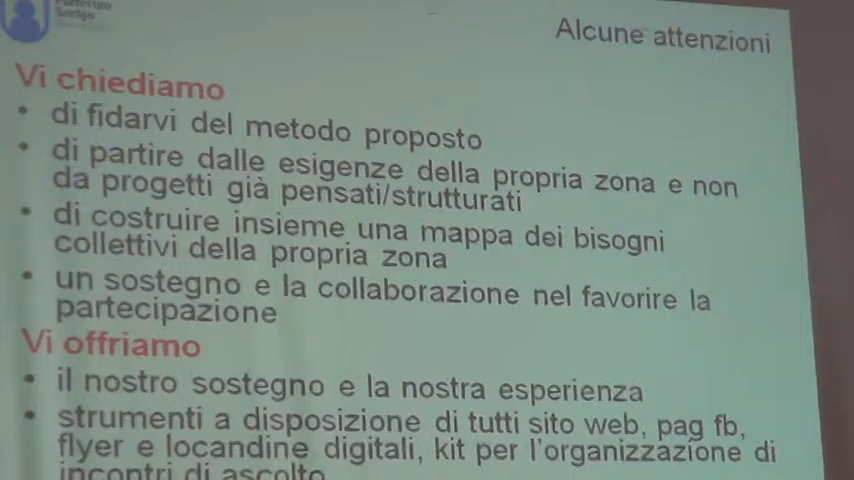 Partecipo
Alcune attenzioni
Vi chiediamo
• di fidarvi del metodo proposto
• di partire dalle esigenze della propria zona e non
da progetti già pensati/strutturati
• di costruire insieme una mappa dei bisogni
collettivi della propria zona
• un sostegno e la collaborazione nel favorire la
partecipazione
Vi offriamo
• il nostro sostegno e la nostra esperienza
• strumenti a disposizione di tutti sito web, pag fb,
flyer e locandine digitali, kit per l'organizzazione di
incontri di ascolto